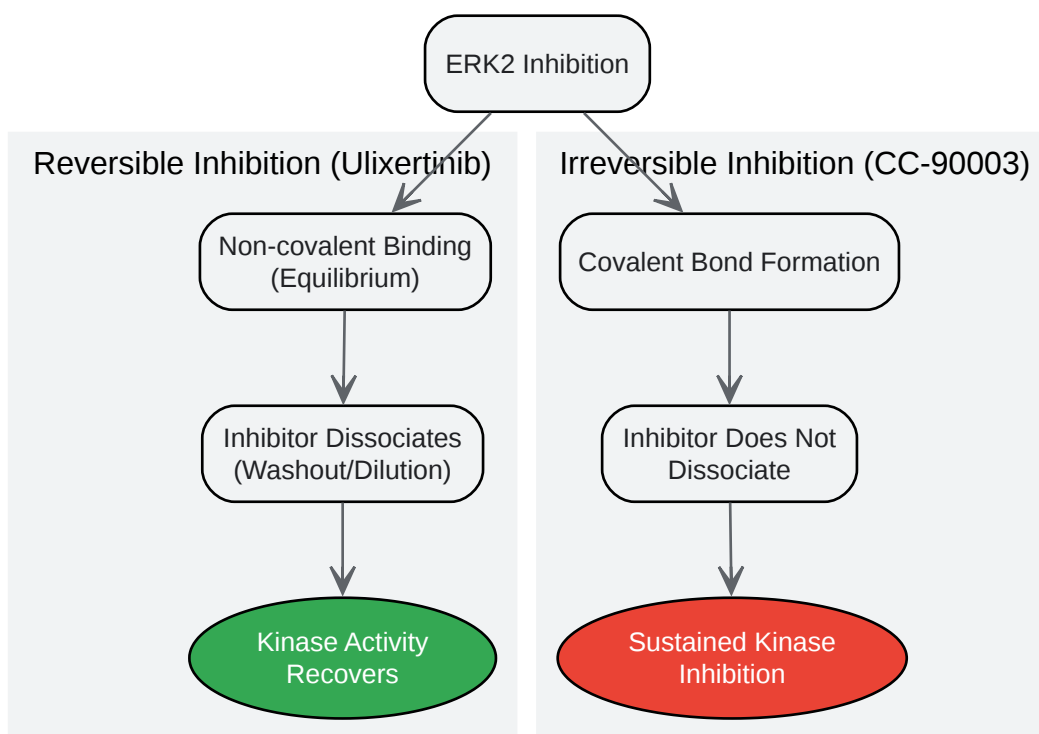 ERK2 Inhibition
Reversible Inhibition (Ulixertinib)
Non-covalent Binding
(Equilibrium)
Inhibitor Dissociates
(Washout/Dilution)
Kinase Activity
Recovers
Irreversible Inhibition (CC-90003)
Covalent Bond Formation
Inhibitor Does Not
Dissociate
Sustained Kinase
Inhibition